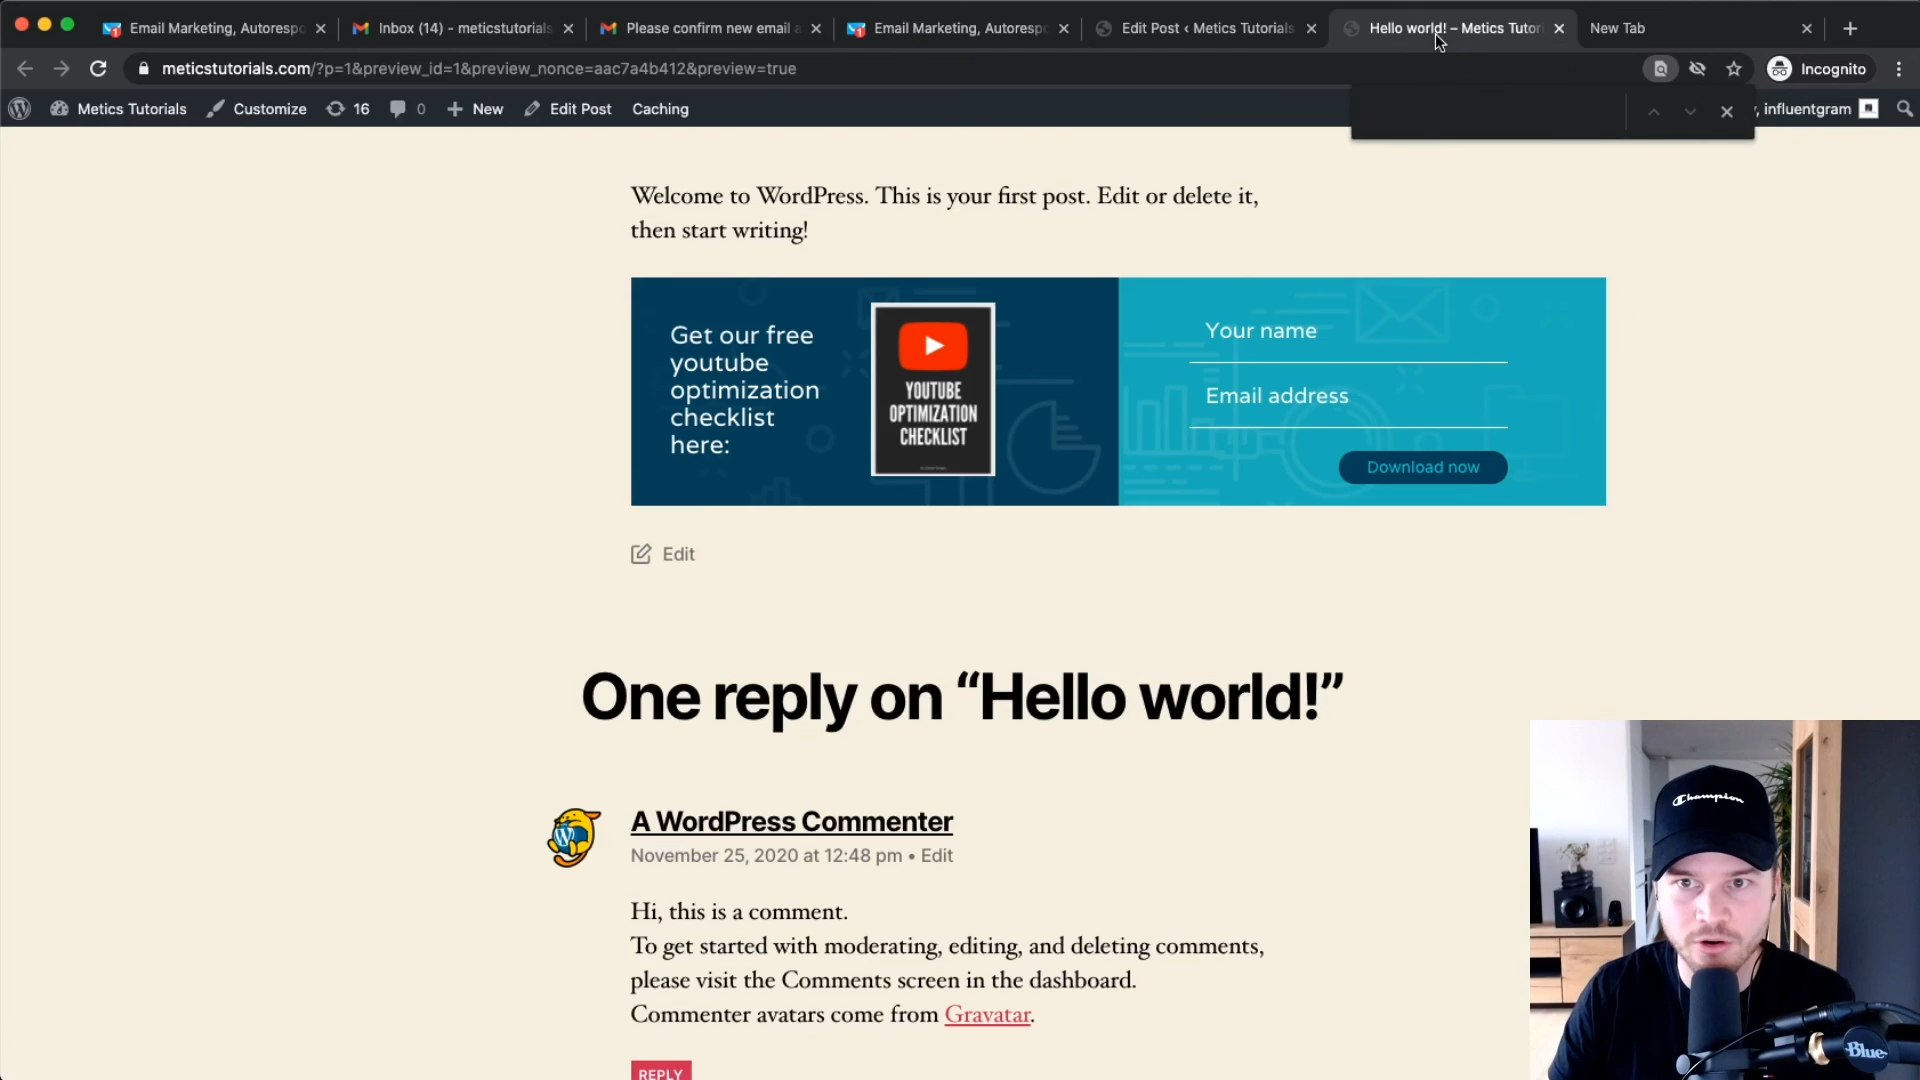 Email Marketing, Autorespo
Inbox (14) - meticstutorials
Please confirm new email a
Email Marketing, Autorespo
Edit Post ‹ Metics Tutorials
Hello world! – Metics Tutor
New Tab
meticstutorials.com/?p=1&preview_id=1&preview_nonce=aac7a4b412&preview=true
Incognito
Metics Tutorials
Customize
16
0
New
Edit Post
Caching
, influentgram
Welcome to WordPress. This is your first post. Edit or delete it,
then start writing!
Get our free
youtube
optimization
checklist
here:
YOUTUBE
OPTIMIZATION
CHECKLIST
Your name
Email address
Download now
Edit
One reply on “Hello world!”
A WordPress Commenter
November 25, 2020 at 12:48 pm • Edit
Hi, this is a comment.
To get started with moderating, editing, and deleting comments,
please visit the Comments screen in the dashboard.
Commenter avatars come from Gravatar.
REPLY
Champion
Blue